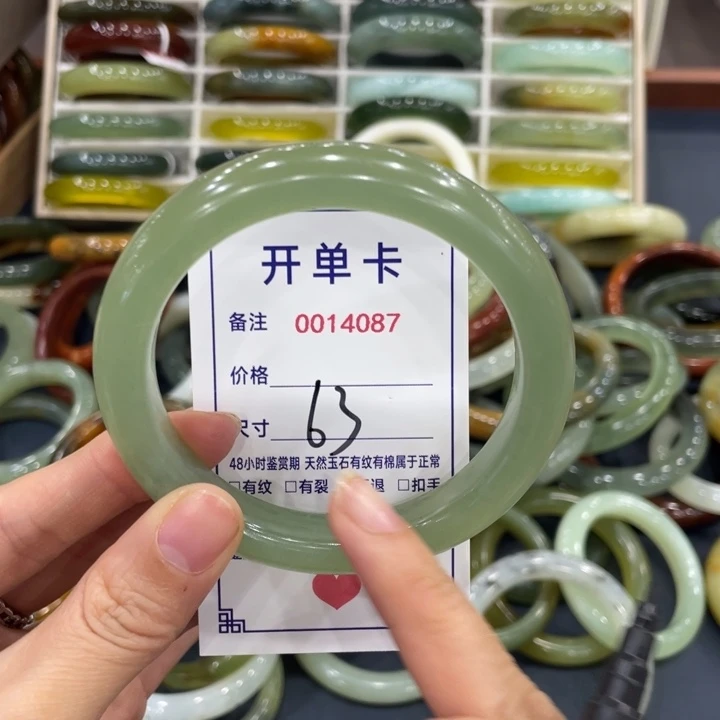 开单卡
备注 0014087
价格
尺寸 63
48小时鉴赏期 天然玉石有纹有棉属于正常
□有纹 □有裂 退 □扣手